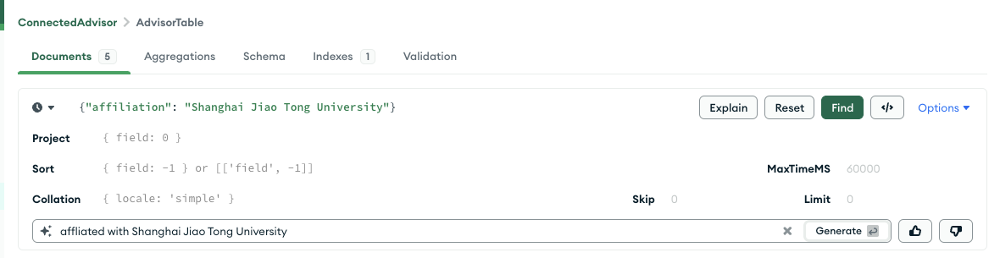 ConnectedAdvisor > AdvisorTable
Documents 5 Aggregations Schema Indexes 1 Validation
{"affiliation": "Shanghai Jiao Tong University"} Explain Reset Find </> Options
Project { field: 0 }
Sort { field: -1 } or [['field', -1]] MaxTimeMS 60000
Collation { locale: 'simple' } Skip 0 Limit 0
affliated with Shanghai Jiao Tong University Generate